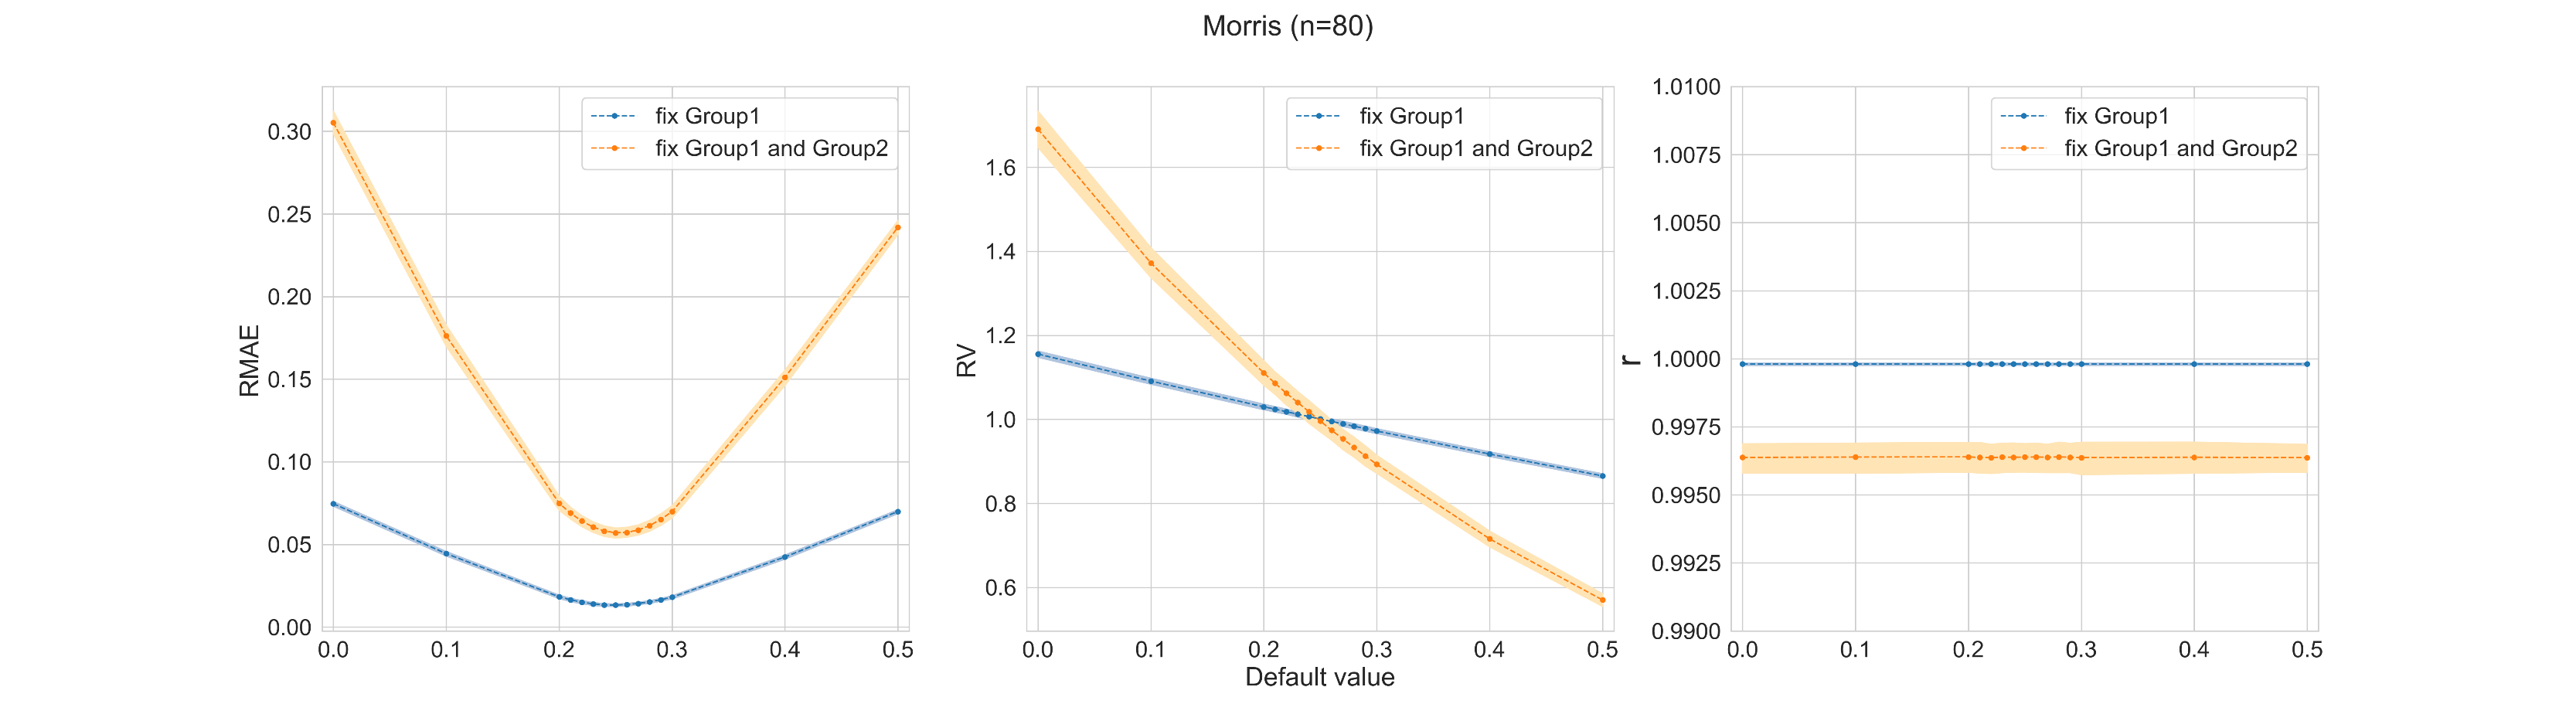 Morris (n=80)
RMAE
0.30
0.25
0.20
0.15
0.10
0.05
0.00
0.0 0.1 0.2 0.3 0.4 0.5
fix Group1
fix Group1 and Group2
RV
1.6
1.4
1.2
1.0
0.8
0.6
0.0 0.1 0.2 0.3 0.4 0.5
Default value
fix Group1
fix Group1 and Group2
r
1.0100
1.0075
1.0050
1.0025
1.0000
0.9975
0.9950
0.9925
0.9900
0.0 0.1 0.2 0.3 0.4 0.5
fix Group1
fix Group1 and Group2